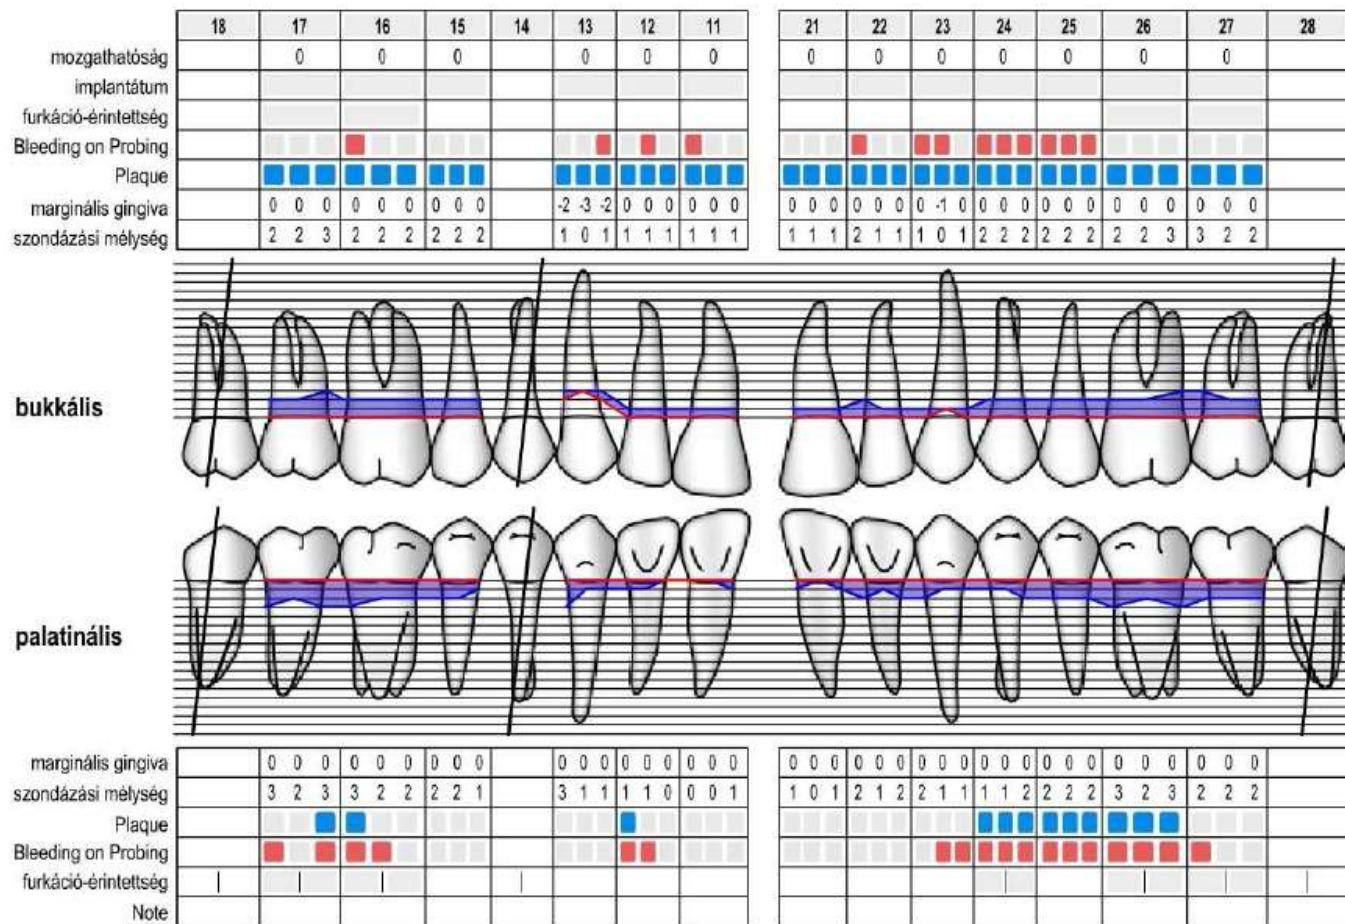 18 17 16 15 14 13 12 11 21 22 23 24 25 26 27 28
mozgathatóság 0 0 0 0 0 0 0 0 0 0 0 0 0
implantátum
furkáció-érintettség
Bleeding on Probing
Plaque
marginális gingiva 0 0 0 0 0 0 0 0 0 -2 -3 -2 0 0 0 0 0 0 0 0 0 0 0 0 0 -1 0 0 0 0 0 0 0 0 0 0 0 0 0
szondázási mélység 2 2 3 2 2 2 2 2 2 1 0 1 1 1 1 1 1 1 1 1 1 2 1 1 1 0 1 2 2 2 2 2 2 2 2 3 3 2 2
bukkális
palatinális
marginális gingiva 0 0 0 0 0 0 0 0 0 0 0 0 0 0 0 0 0 0 0 0 0 0 0 0 0 0 0 0 0 0 0 0 0 0 0 0 0 0 0
szondázási mélység 3 2 3 3 2 2 2 2 1 3 1 1 1 1 0 0 0 1 1 0 1 2 1 2 2 1 1 1 1 2 2 2 2 3 2 3 2 2 2
Plaque
Bleeding on Probing
furkáció-érintettség
Note